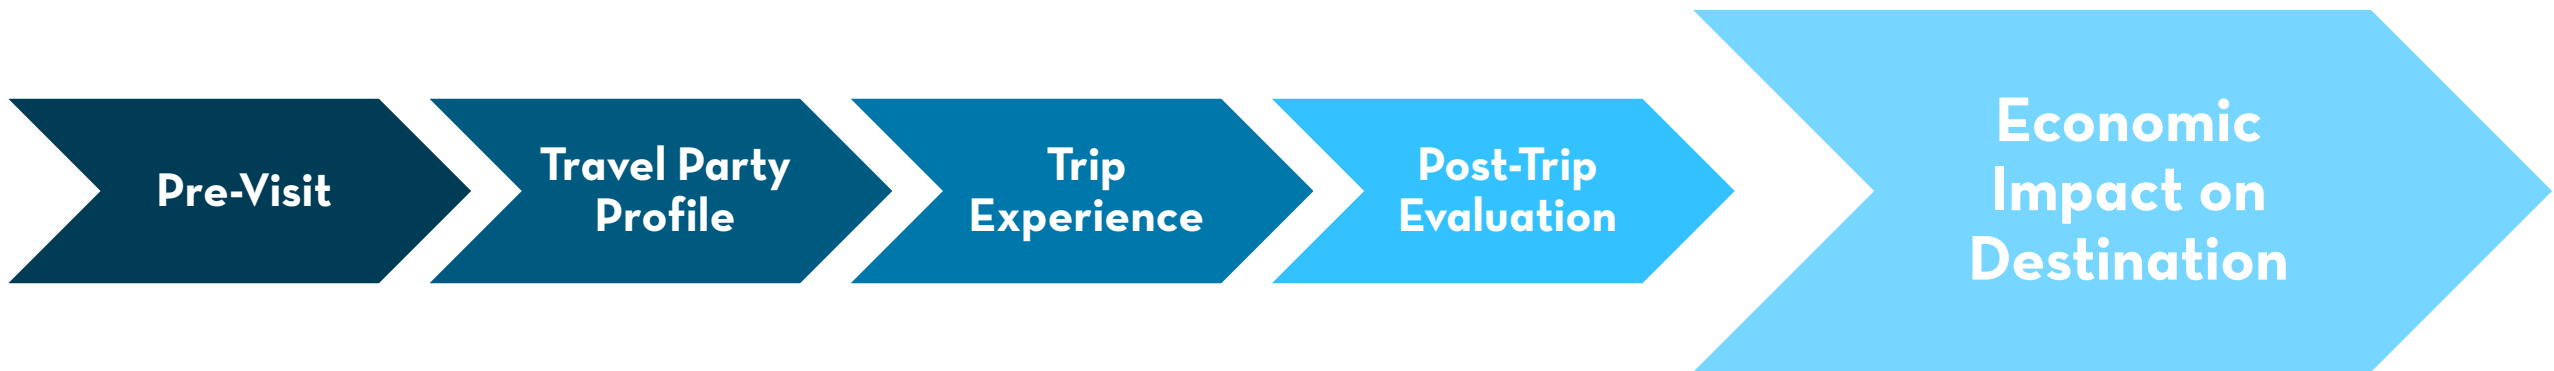 Pre-Visit
Travel Party
Profile
Trip
Experience
Post-Trip
Evaluation
Economic
Impact on
Destination